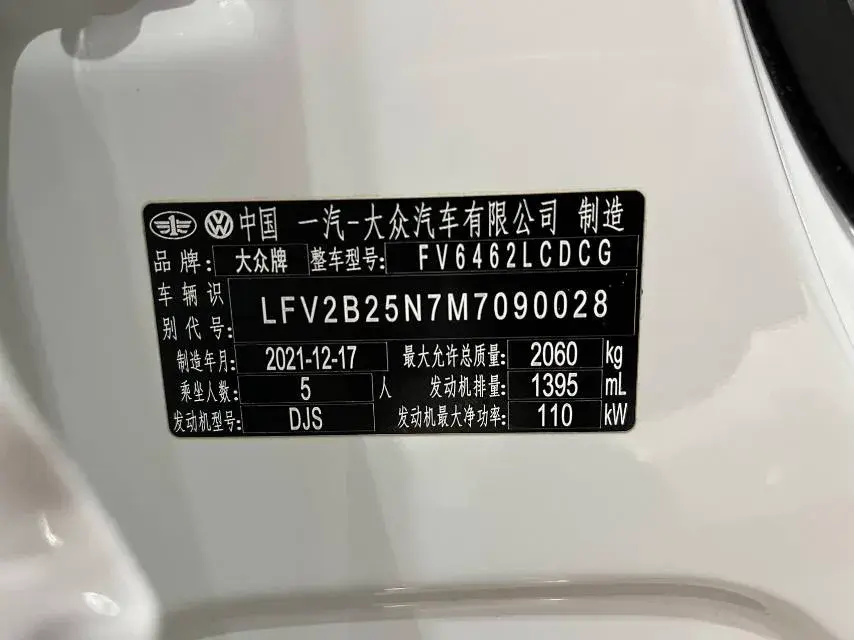 中国 一汽-大众汽车有限公司 制造
品牌: 大众牌 整车型号: FV6462LCDCG
车辆识别代号: LFV2B25N7M7090028
制造年月: 2021-12-17 最大允许总质量: 2060 kg
乘坐人数: 5 人 发动机排量: 1395 mL
发动机型号: DJS 发动机最大净功率: 110 kW